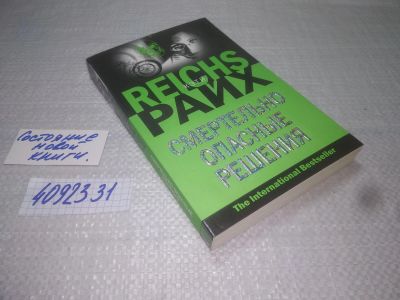 REICHS
РАЙХ
СМЕРТЕЛЬНО
ОПАСНЫЕ
РЕШЕНИЯ
The International Bestseller
Состояние
новой
книги.
4092331